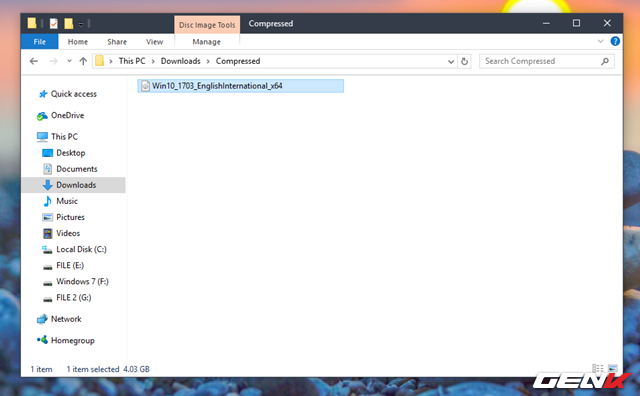 Disc Image Tools
Compressed
File
Home
Share
View
Manage
This PC
Downloads
Compressed
Search Compressed
Quick access
OneDrive
This PC
Desktop
Documents
Downloads
Music
Pictures
Videos
Local Disk (C:)
FILE (E:)
Windows 7 (F:)
FILE 2 (G:)
Network
Homegroup
Win10_1703_EnglishInternational_x64
1 item
1 item selected 4.03 GB
GENK